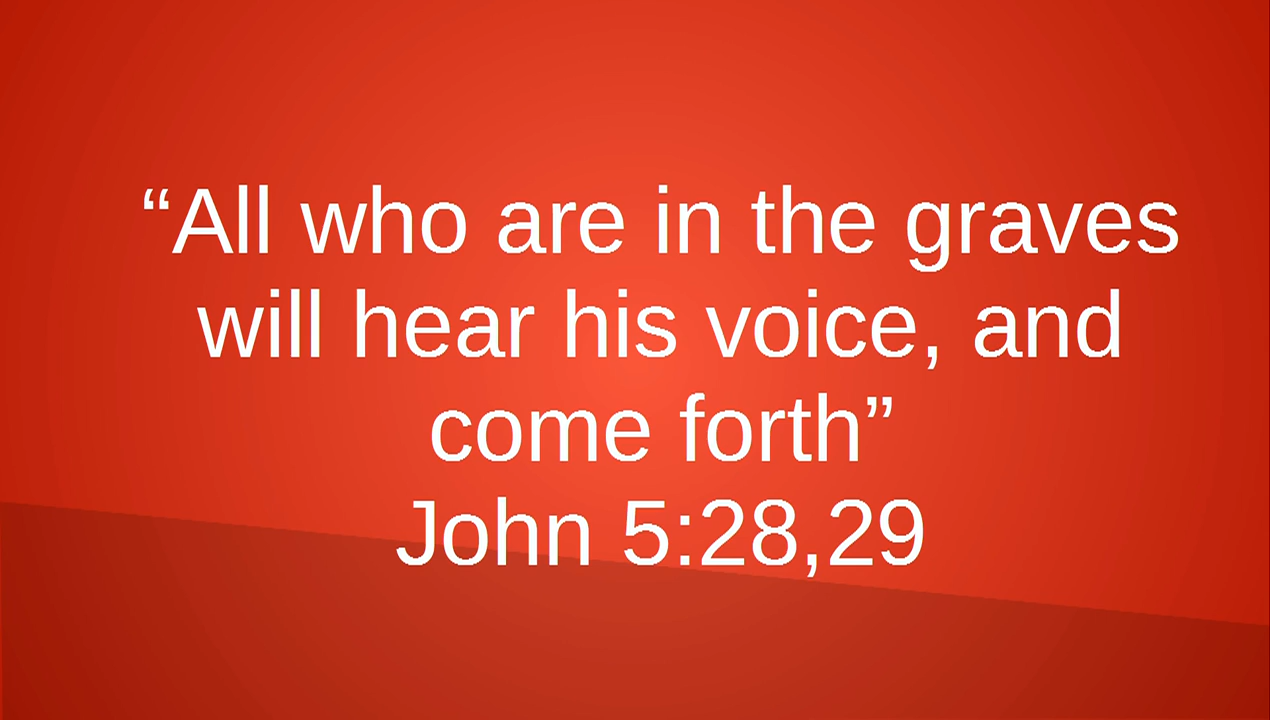 “All who are in the graves
will hear his voice, and
come forth”
John 5:28,29